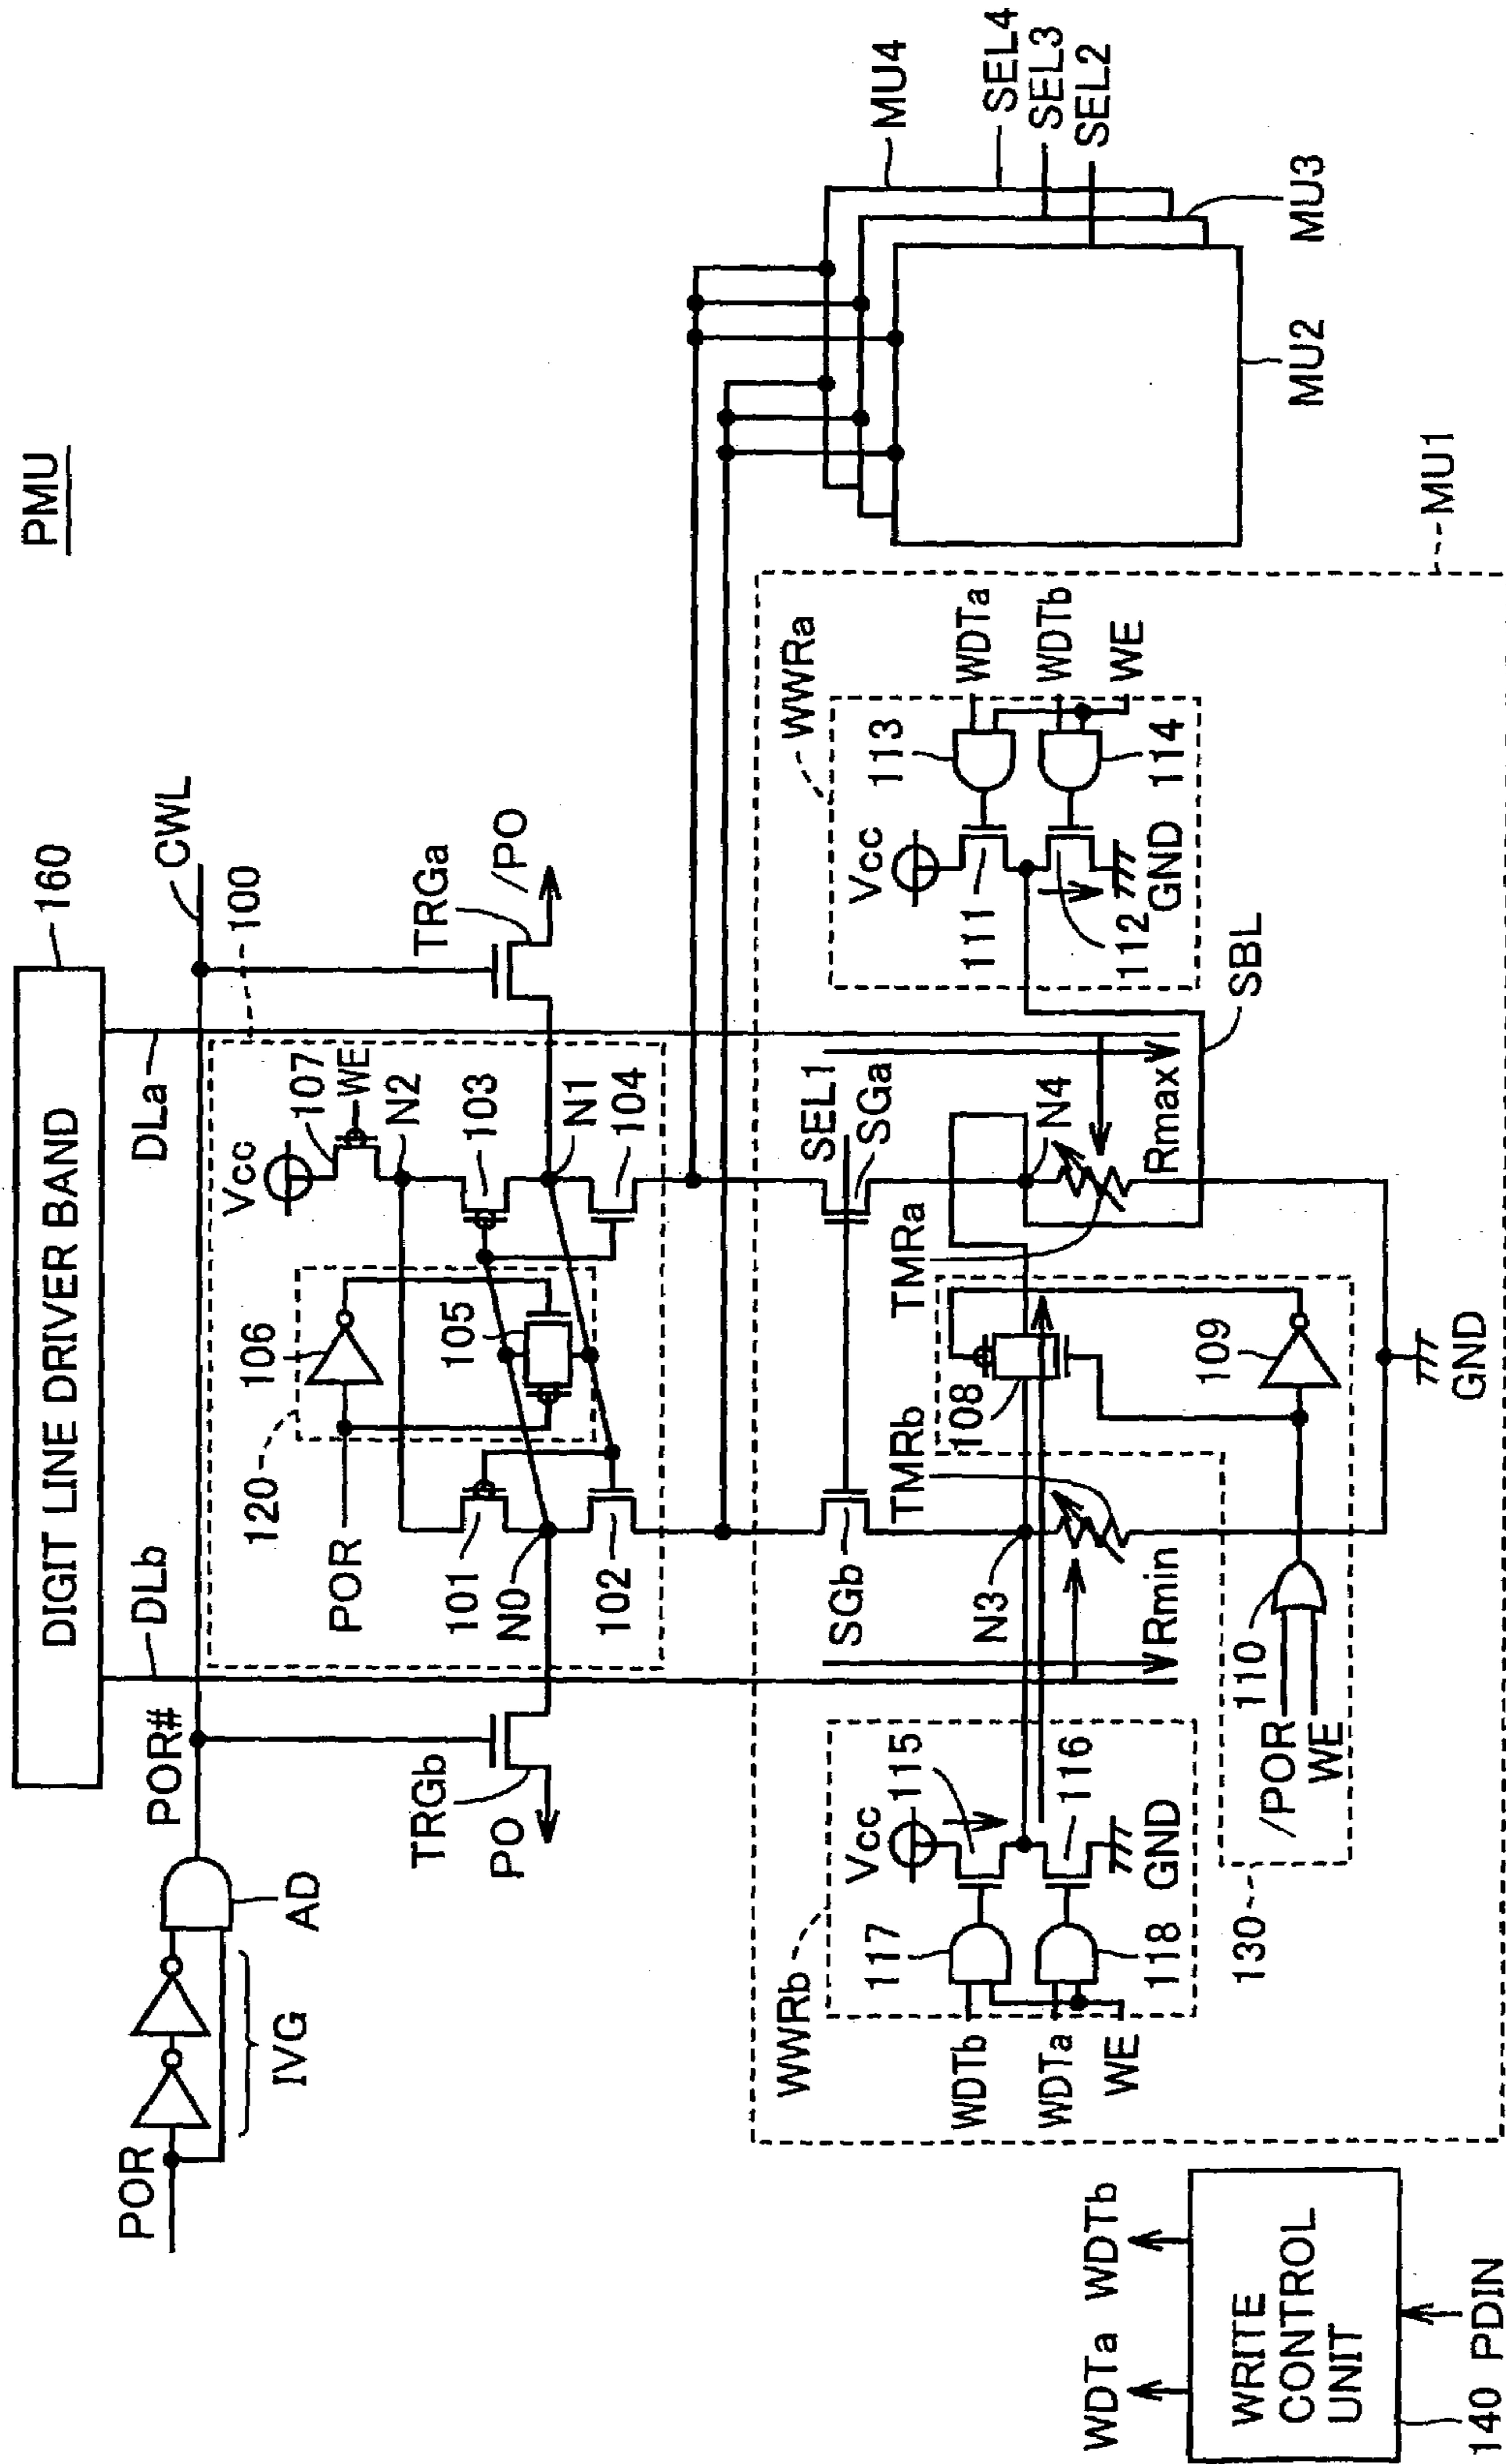 PMU
DIGIT LINE DRIVER BAND
160
DLb
DLa
POR
IVG
AD
POR#
CWL
TRGb
PO
TRGa
/PO
100
120
POR
106
105
Vcc
107
WE
N2
101
N0
102
103
N1
104
MU4
SEL4
SEL3
SEL2
MU3
MU2
MU1
SGb
SEL1
SGa
TMRb
TMRa
N3
N4
Rmin
Rmax
108
109
110
/POR
WE
130
GND
SBL
WWRb
Vcc
115
117
116
118
GND
WDTb
WDTa
WE
WWRa
Vcc
113
111
114
112
GND
WDTa
WDTb
WE
WDTa WDTb
WRITE
CONTROL
UNIT
140 PDIN